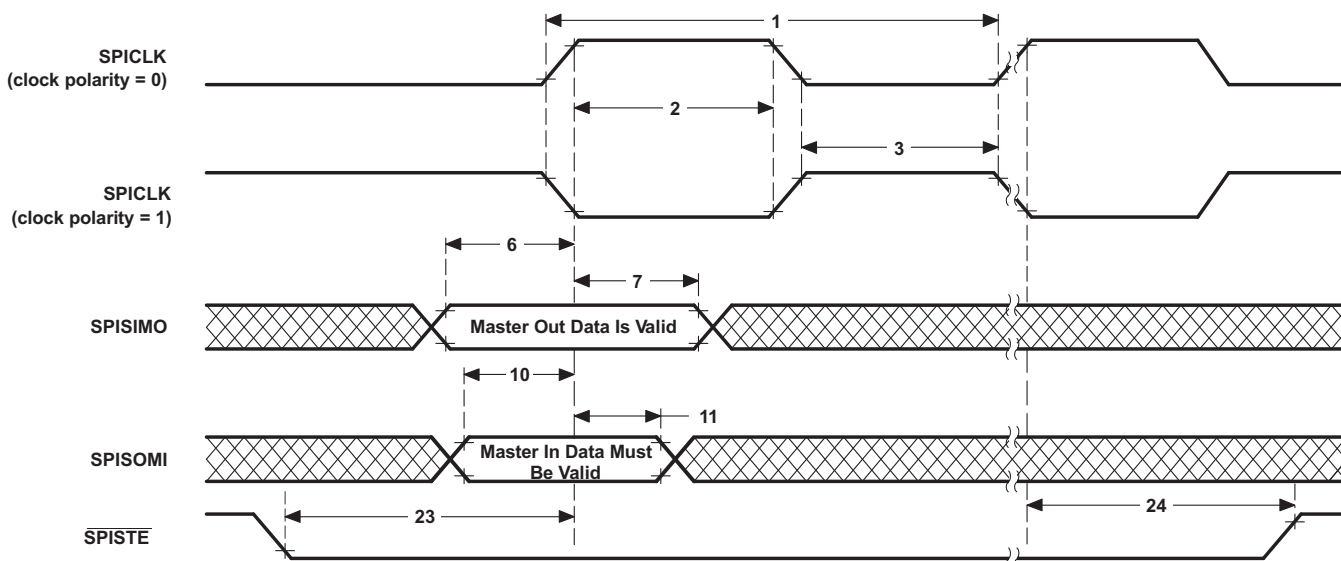 1
SPICLK
(clock polarity = 0)
2
3
SPICLK
(clock polarity = 1)
6
7
SPISIMO
Master Out Data Is Valid
10
11
SPISOMI
Master In Data Must
Be Valid
23
24
SPISTE